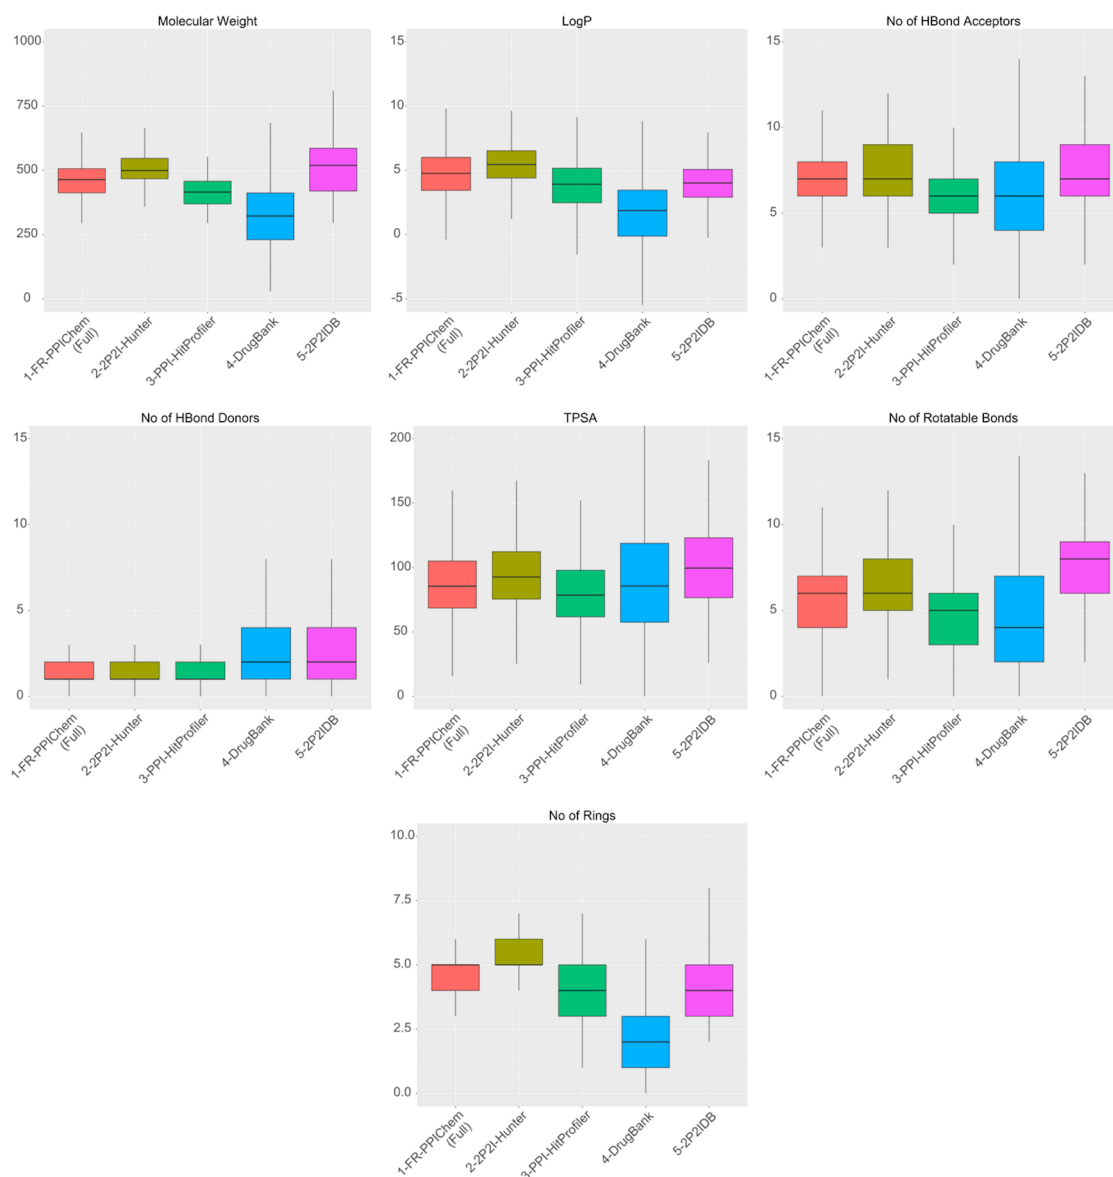 Molecular Weight
1000
750
500
250
0
1-FR-PPIChem
(Full)
2-2P2I-Hunter
3-PPI-HitProfiler
4-DrugBank
5-2P2IDB
LogP
15
10
5
0
-5
1-FR-PPIChem
(Full)
2-2P2I-Hunter
3-PPI-HitProfiler
4-DrugBank
5-2P2IDB
No of HBond Acceptors
15
10
5
0
1-FR-PPIChem
(Full)
2-2P2I-Hunter
3-PPI-HitProfiler
4-DrugBank
5-2P2IDB
No of HBond Donors
15
10
5
0
1-FR-PPIChem
(Full)
2-2P2I-Hunter
3-PPI-HitProfiler
4-DrugBank
5-2P2IDB
TPSA
200
150
100
50
0
1-FR-PPIChem
(Full)
2-2P2I-Hunter
3-PPI-HitProfiler
4-DrugBank
5-2P2IDB
No of Rotatable Bonds
15
10
5
0
1-FR-PPIChem
(Full)
2-2P2I-Hunter
3-PPI-HitProfiler
4-DrugBank
5-2P2IDB
No of Rings
10.0
7.5
5.0
2.5
0.0
1-FR-PPIChem
(Full)
2-2P2I-Hunter
3-PPI-HitProfiler
4-DrugBank
5-2P2IDB